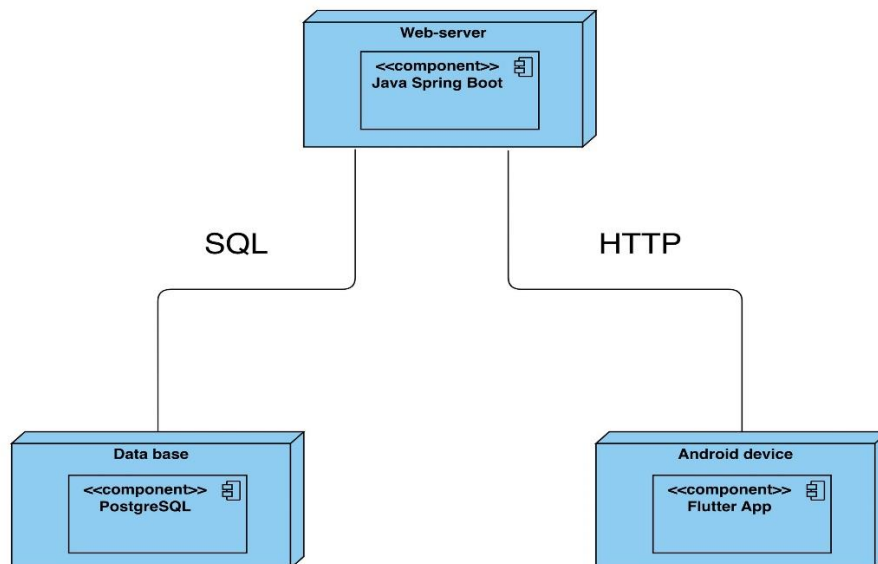 Web-server
<<component>>
Java Spring Boot
SQL
HTTP
Data base
<<component>>
PostgreSQL
Android device
<<component>>
Flutter App